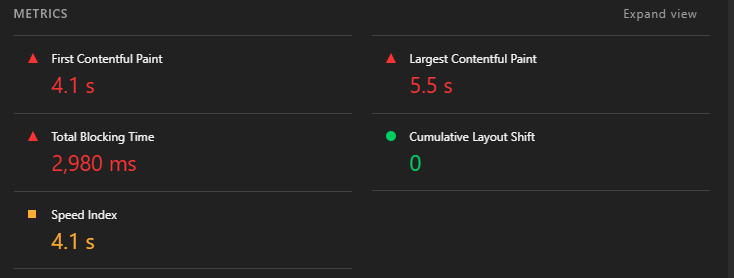 METRICS
Expand view
First Contentful Paint
4.1 s
Largest Contentful Paint
5.5 s
Total Blocking Time
2,980 ms
Cumulative Layout Shift
0
Speed Index
4.1 s